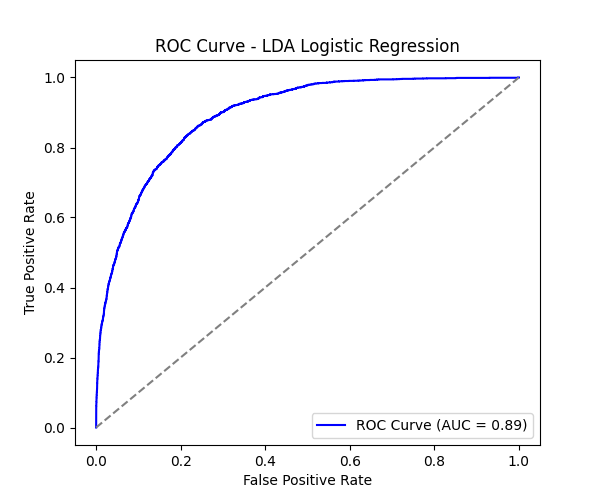 ROC Curve - LDA Logistic Regression
True Positive Rate
1.0
0.8
0.6
0.4
0.2
0.0
ROC Curve (AUC = 0.89)
0.0 0.2 0.4 0.6 0.8 1.0
False Positive Rate